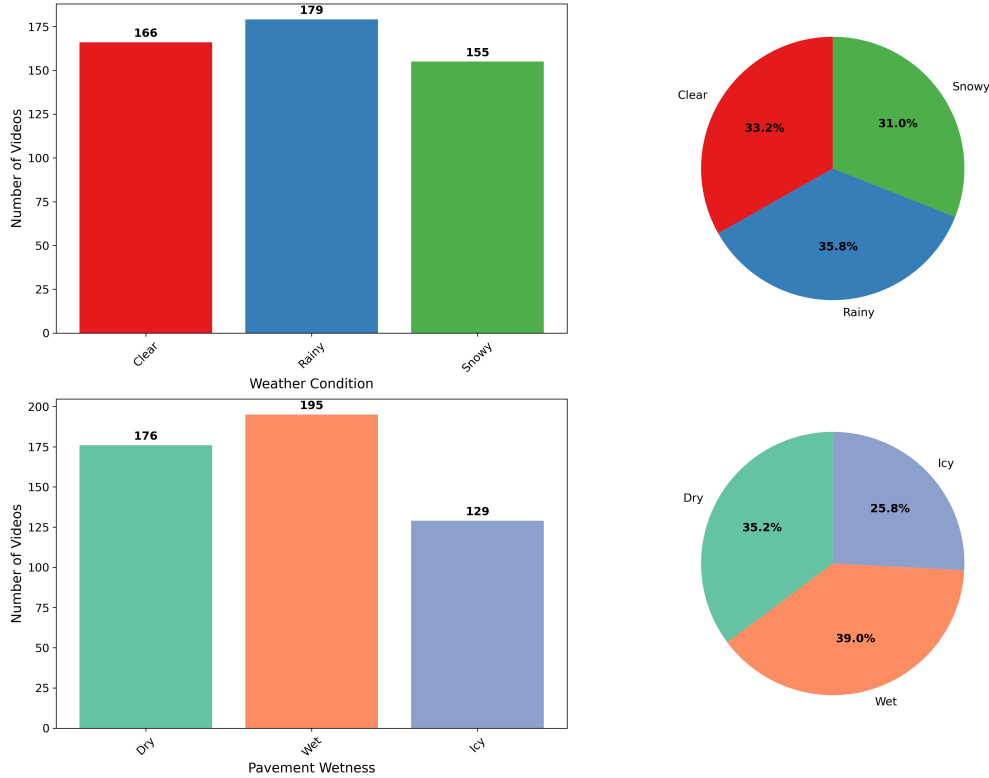 Number of Videos
175
150
125
100
75
50
25
0
166
179
155
Clear
Rainy
Snowy
Weather Condition
Clear
Snowy
Rainy
33.2%
31.0%
35.8%
Number of Videos
200
175
150
125
100
75
50
25
0
176
195
129
Dry
Wet
Icy
Pavement Wetness
Dry
Icy
Wet
35.2%
25.8%
39.0%